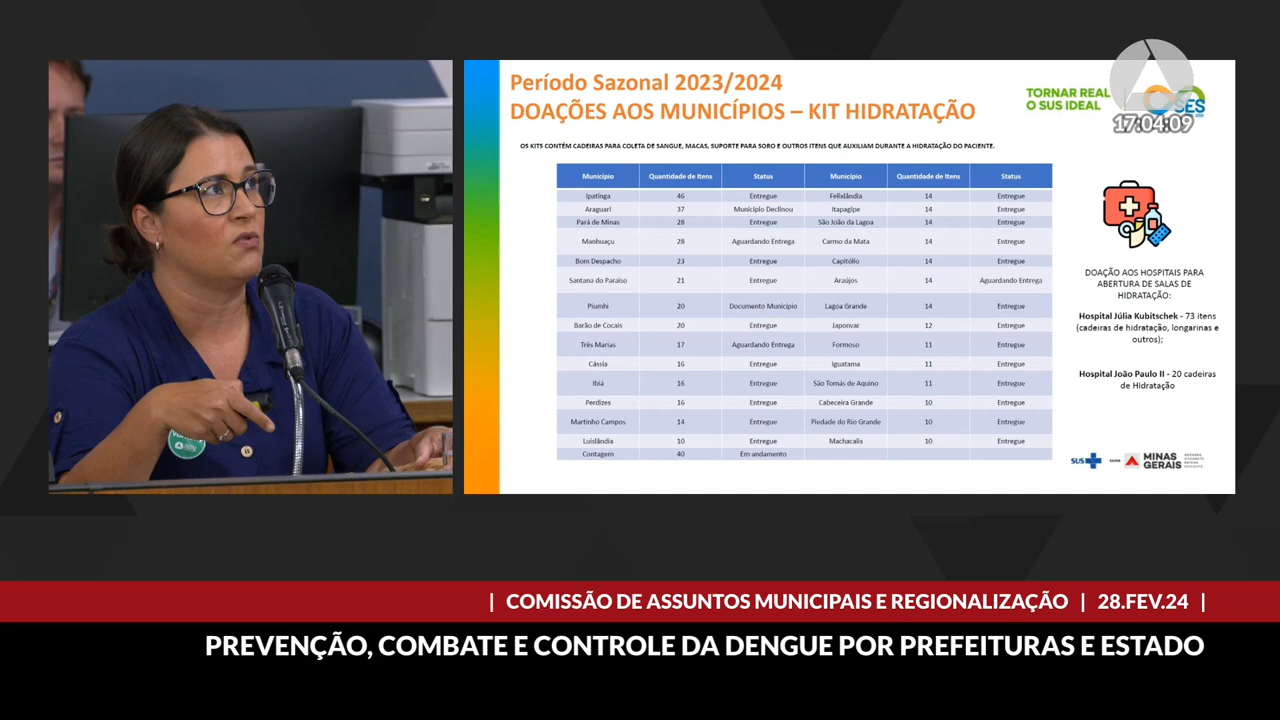 Período Sazonal 2023/2024
DOAÇÕES AOS MUNICÍPIOS – KIT HIDRATAÇÃO
TORNAR REAL
O SUS IDEAL
SES
17:04:09
OS KITS CONTÉM CADEIRAS PARA COLETA DE SANGUE, MACAS, SUPORTE PARA SORO E OUTROS ITENS QUE AUXILIAM DURANTE A HIDRATAÇÃO DO PACIENTE.
Município Quantidade de Itens Status Município Quantidade de Itens Status
Ipatinga 46 Entregue Felixlândia 14 Entregue
Araguari 37 Município Declinou Itapagipe 14 Entregue
Pará de Minas 28 Entregue São João da Lagoa 14 Entregue
Manhuaçu 28 Aguardando Entrega Carmo da Mata 14 Entregue
Bom Despacho 23 Entregue Capitólio 14 Entregue
Santana do Paraíso 21 Entregue Araújos 14 Aguardando Entrega
Piumhi 20 Documento Município Lagoa Grande 14 Entregue
Barão de Cocais 20 Entregue Japonvar 12 Entregue
Três Marias 17 Aguardando Entrega Formoso 11 Entregue
Cássia 16 Entregue Iguatama 11 Entregue
Ibiá 16 Entregue São Tomás de Aquino 11 Entregue
Perdizes 16 Entregue Cabeceira Grande 10 Entregue
Martinho Campos 14 Entregue Piedade do Rio Grande 10 Entregue
Luislândia 10 Entregue Machacalis 10 Entregue
Contagem 40 Em andamento
DOAÇÃO AOS HOSPITAIS PARA
ABERTURA DE SALAS DE
HIDRATAÇÃO:
Hospital Júlia Kubitschek - 73 itens
(cadeiras de hidratação, longarinas e
outros);
Hospital João Paulo II - 20 cadeiras
de Hidratação
SUS
SAÚDE
MINAS
GERAIS
| COMISSÃO DE ASSUNTOS MUNICIPAIS E REGIONALIZAÇÃO | 28.FEV.24 |
PREVENÇÃO, COMBATE E CONTROLE DA DENGUE POR PREFEITURAS E ESTADO